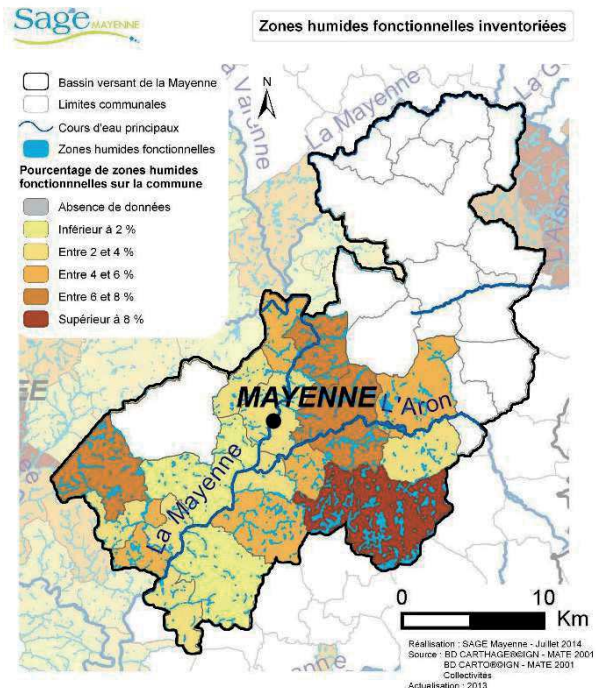 Sage MAYENNE
Zones humides fonctionnelles inventoriées
Bassin versant de la Mayenne
Limites communales
Cours d'eau principaux
Zones humides fonctionnelles
Pourcentage de zones humides
fonctionnnelles sur la commune
Absence de données
Inférieur à 2 %
Entre 2 et 4 %
Entre 4 et 6 %
Entre 6 et 8 %
Supérieur à 8 %
N
La Varenne
La Mayenne
MAYENNE
L'Aron
La Mayenne
0 10
Km
Réalisation : SAGE Mayenne - Juillet 2014
Source : BD CARTHAGE®©IGN - MATE 2001
BD CARTO®©IGN - MATE 2001
Collectivités
Actualisation : 2013